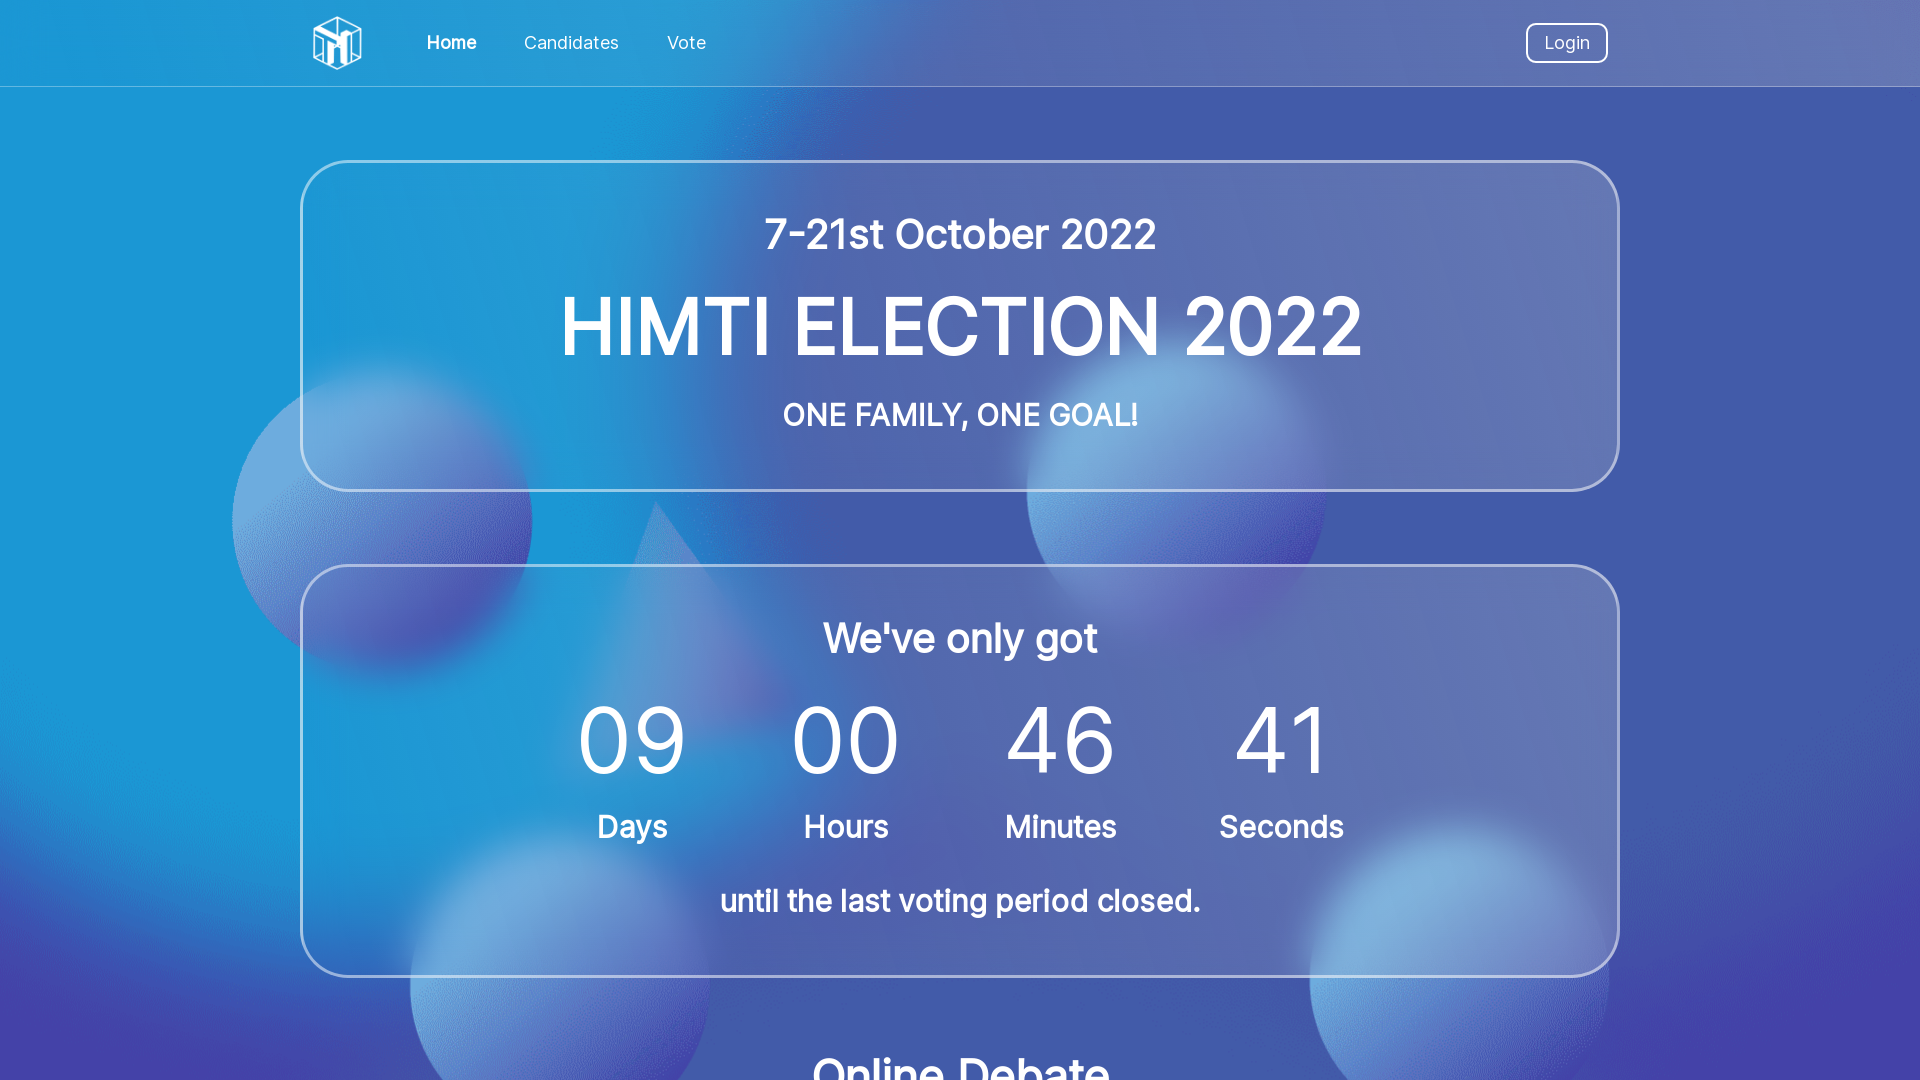 Home Candidates Vote Login
7-21st October 2022
HIMTI ELECTION 2022
ONE FAMILY, ONE GOAL!
We've only got
09 00 46 41
Days Hours Minutes Seconds
until the last voting period closed.
Online Debate